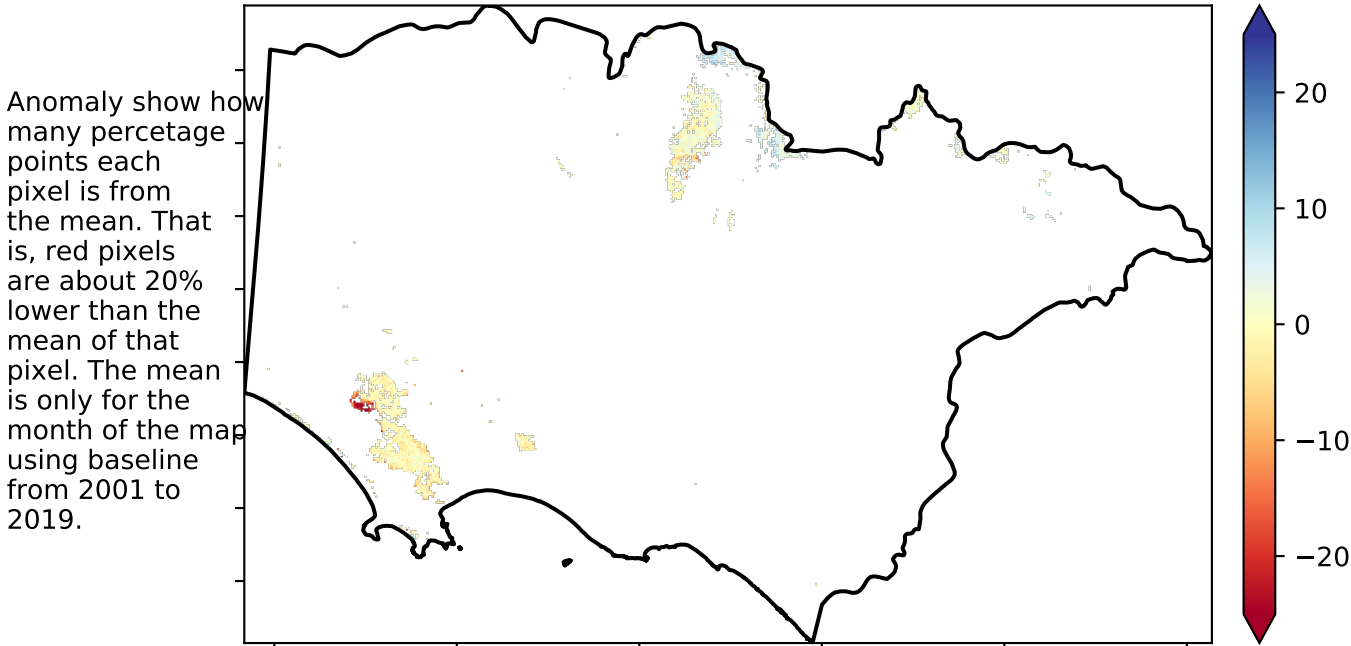 Anomaly show how
many percetage
points each
pixel is from
the mean. That
is, red pixels
are about 20%
lower than the
mean of that
pixel. The mean
is only for the
month of the map
using baseline
from 2001 to
2019.
20
10
0
−10
−20